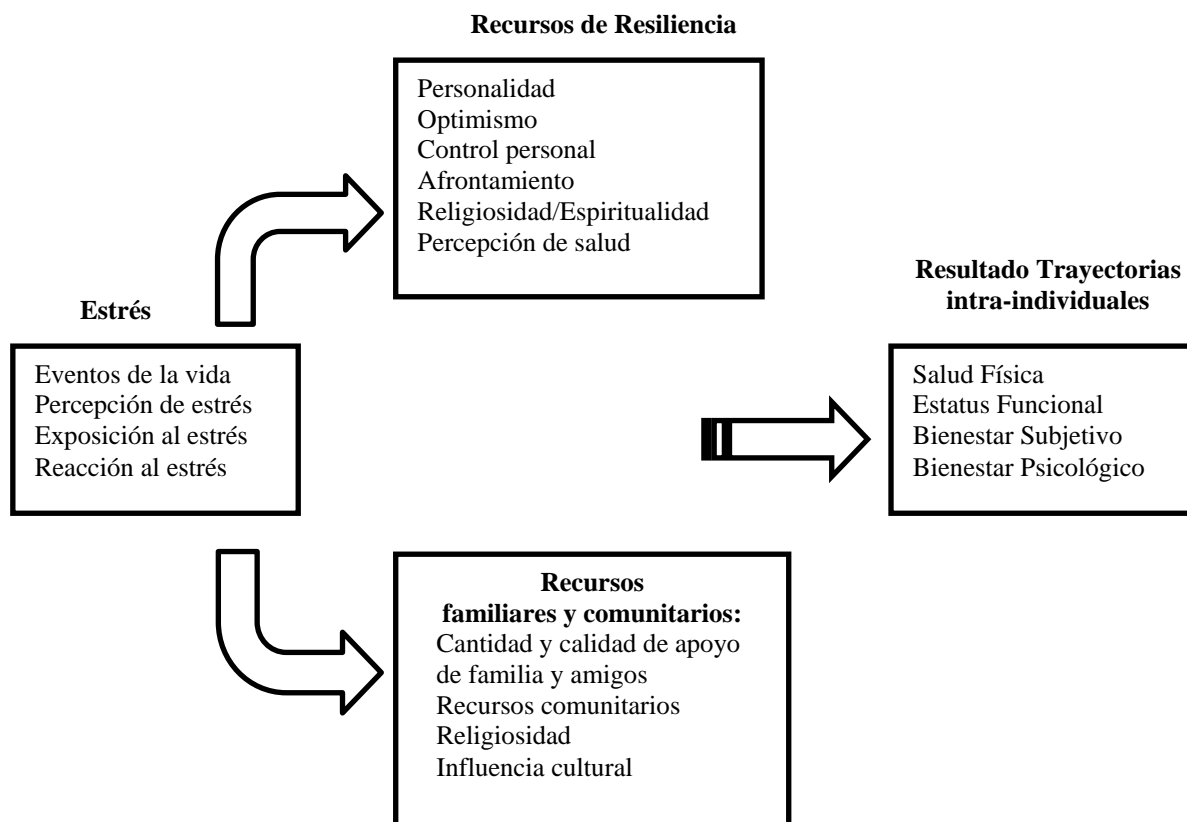 Recursos de Resiliencia
Personalidad
Optimismo
Control personal
Afrontamiento
Religiosidad/Espiritualidad
Percepción de salud
Estrés
Eventos de la vida
Percepción de estrés
Exposición al estrés
Reacción al estrés
Recursos
familiares y comunitarios:
Cantidad y calidad de apoyo
de familia y amigos
Recursos comunitarios
Religiosidad
Influencia cultural
Resultado Trayectorias
intra-individuales
Salud Física
Estatus Funcional
Bienestar Subjetivo
Bienestar Psicológico